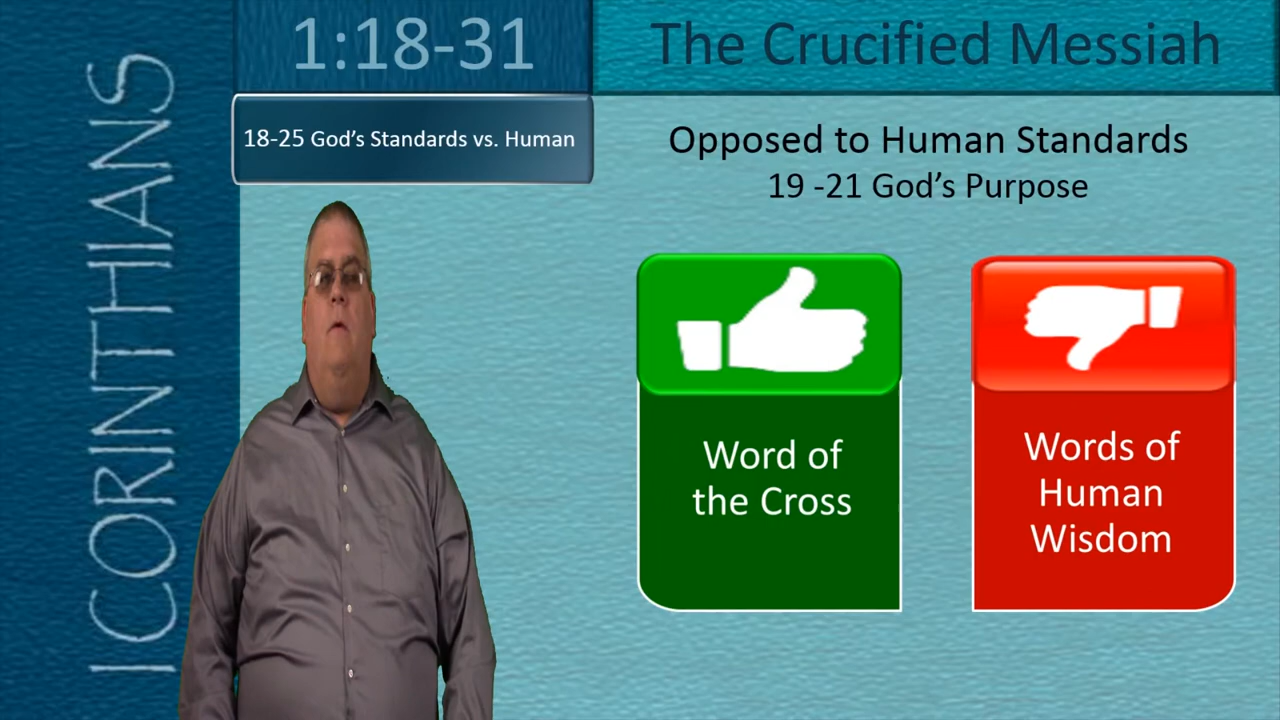 I CORINTHIANS
1:18-31
The Crucified Messiah
18-25 God's Standards vs. Human
Opposed to Human Standards
19 -21 God's Purpose
Word of
the Cross
Words of
Human
Wisdom